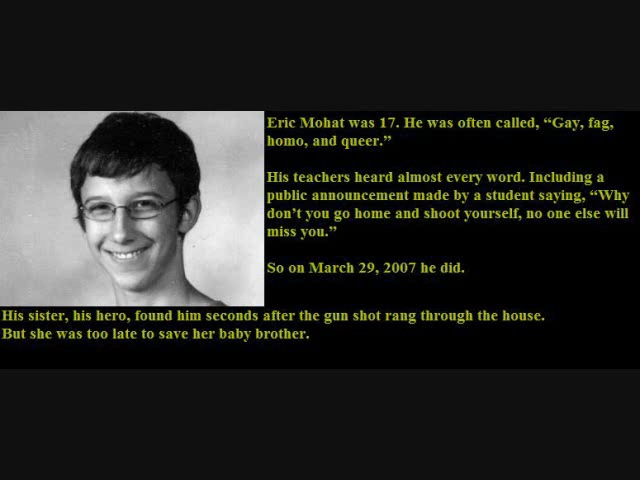 Eric Mohat was 17. He was often called, “Gay, fag,
homo, and queer.”
His teachers heard almost every word. Including a
public announcement made by a student saying, “Why
don’t you go home and shoot yourself, no one else will
miss you.”
So on March 29, 2007 he did.
His sister, his hero, found him seconds after the gun shot rang through the house.
But she was too late to save her baby brother.